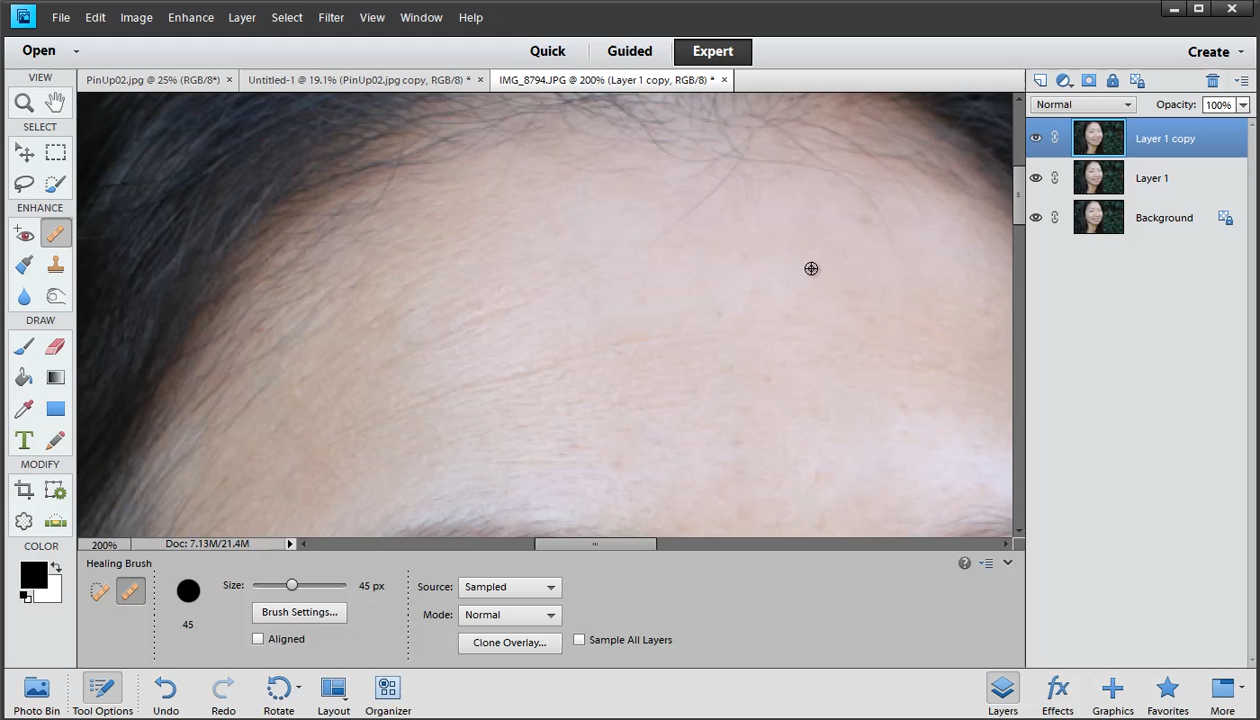 File Edit Image Enhance Layer Select Filter View Window Help
Open Quick Guided Expert Create
VIEW
PinUp02.jpg @ 25% (RGB/8*) × Untitled-1 @ 19.1% (PinUp02.jpg copy, RGB/8) * × IMG_8794.JPG @ 200% (Layer 1 copy, RGB/8) * ×
Normal Opacity: 100%
SELECT
Layer 1 copy
Layer 1
ENHANCE
Background
DRAW
T
MODIFY
COLOR
200% Doc: 7.13M/21.4M
Healing Brush
Size: 45 px
45
Brush Settings...
Aligned
Source: Sampled
Mode: Normal
Clone Overlay... Sample All Layers
Photo Bin Tool Options Undo Redo Rotate Layout Organizer Layers fx Effects Graphics Favorites More